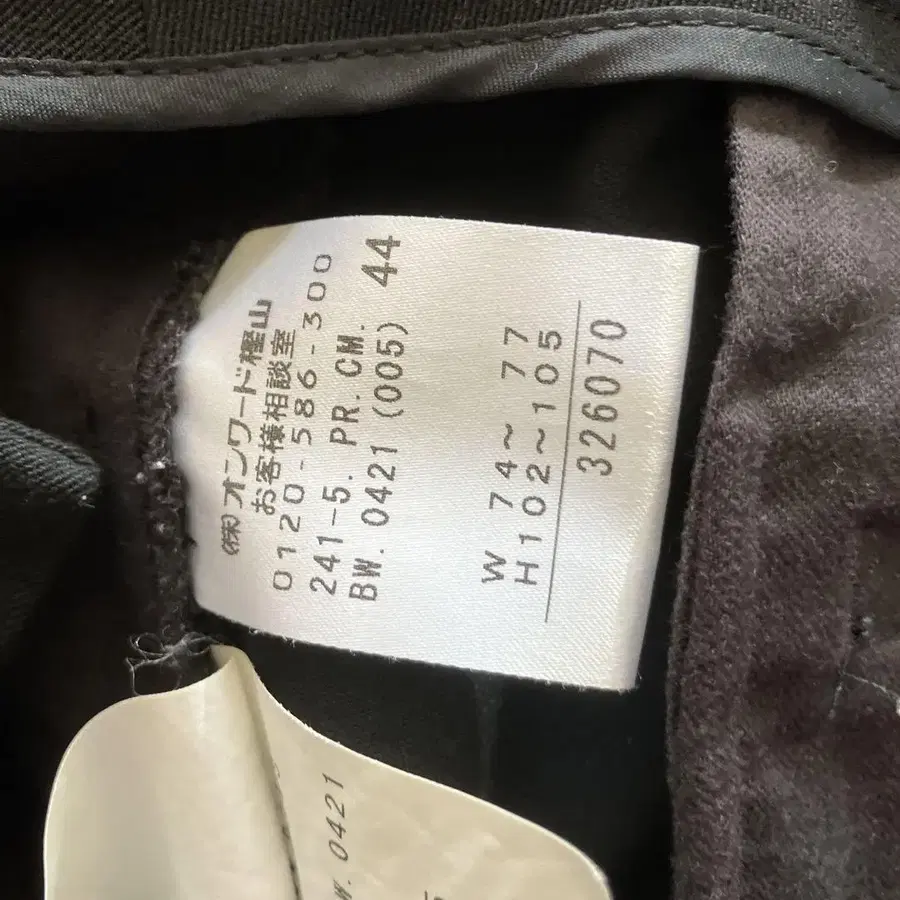 (株)オンワード樫山
お客様相談室
0120-586-300
241-5. PR. CM.
BW. 0421 (005) 44
W 74～ 77
H102～105
326070
W. 0421